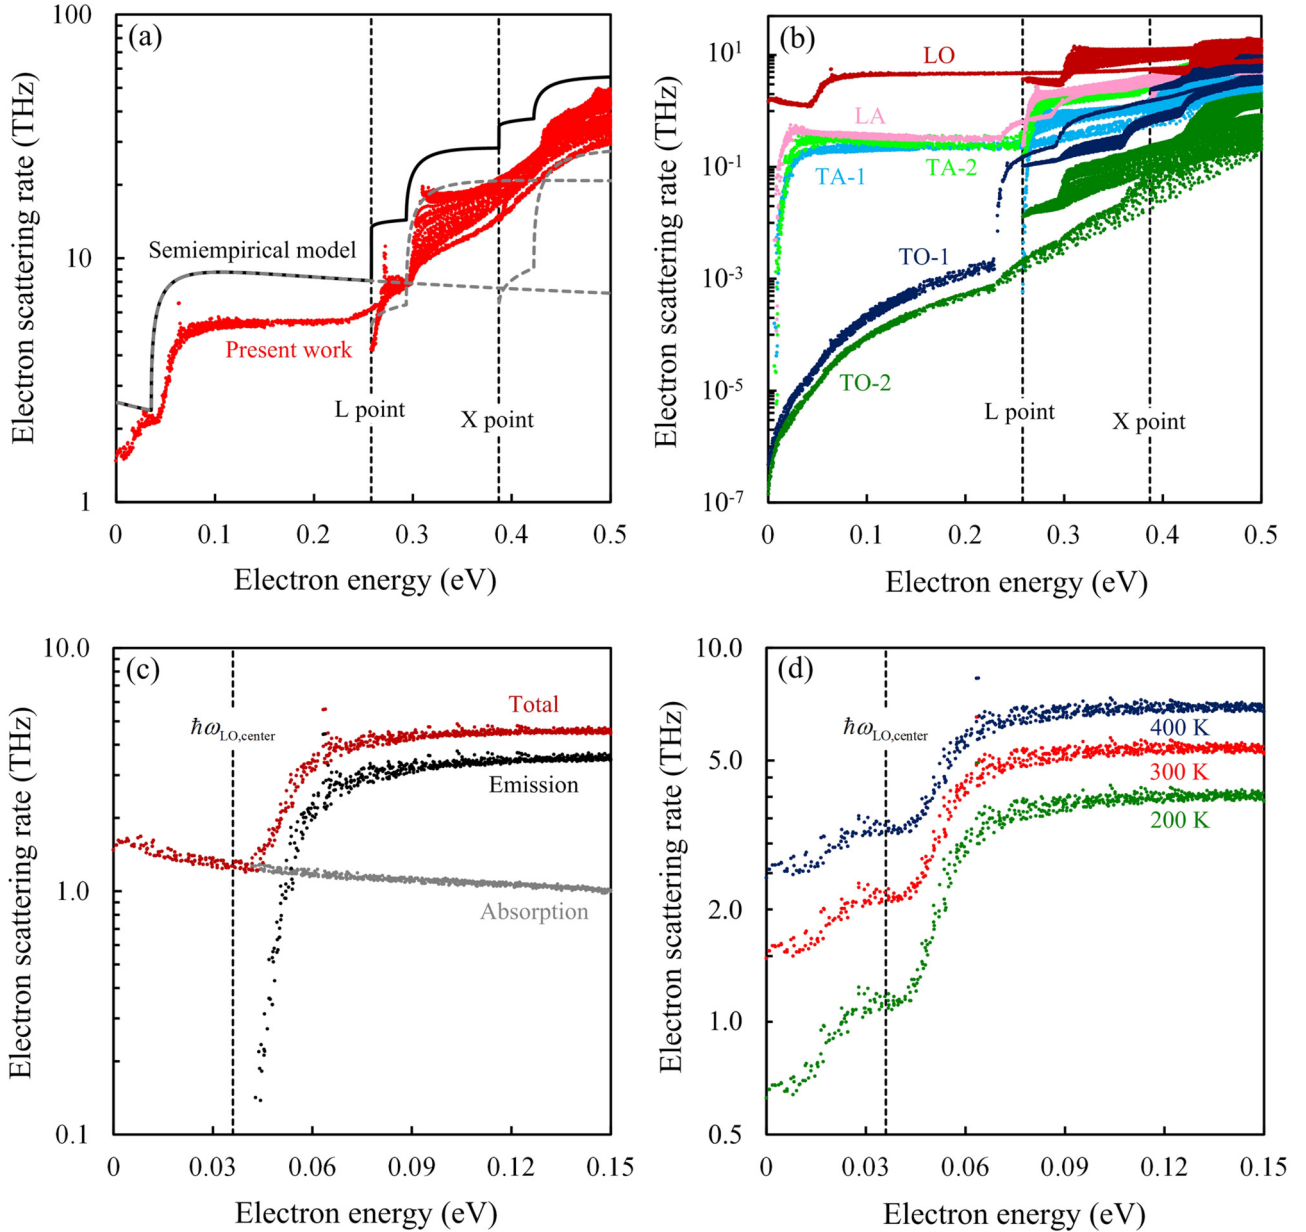 (a)
100
10
1
Electron scattering rate (THz)
Semiempirical model
Present work
L point
X point
0
0.1
0.2
0.3
0.4
0.5
Electron energy (eV)
(b)
10¹
10⁻¹
10⁻³
10⁻⁵
10⁻⁷
Electron scattering rate (THz)
LO
LA
TA-2
TA-1
TO-1
TO-2
L point
X point
0
0.1
0.2
0.3
0.4
0.5
Electron energy (eV)
(c)
10.0
1.0
0.1
Electron scattering rate (THz)
ħω_LO,center
Total
Emission
Absorption
0
0.03
0.06
0.09
0.12
0.15
Electron energy (eV)
(d)
10.0
5.0
2.0
1.0
0.5
Electron scattering rate (THz)
ħω_LO,center
400 K
300 K
200 K
0
0.03
0.06
0.09
0.12
0.15
Electron energy (eV)